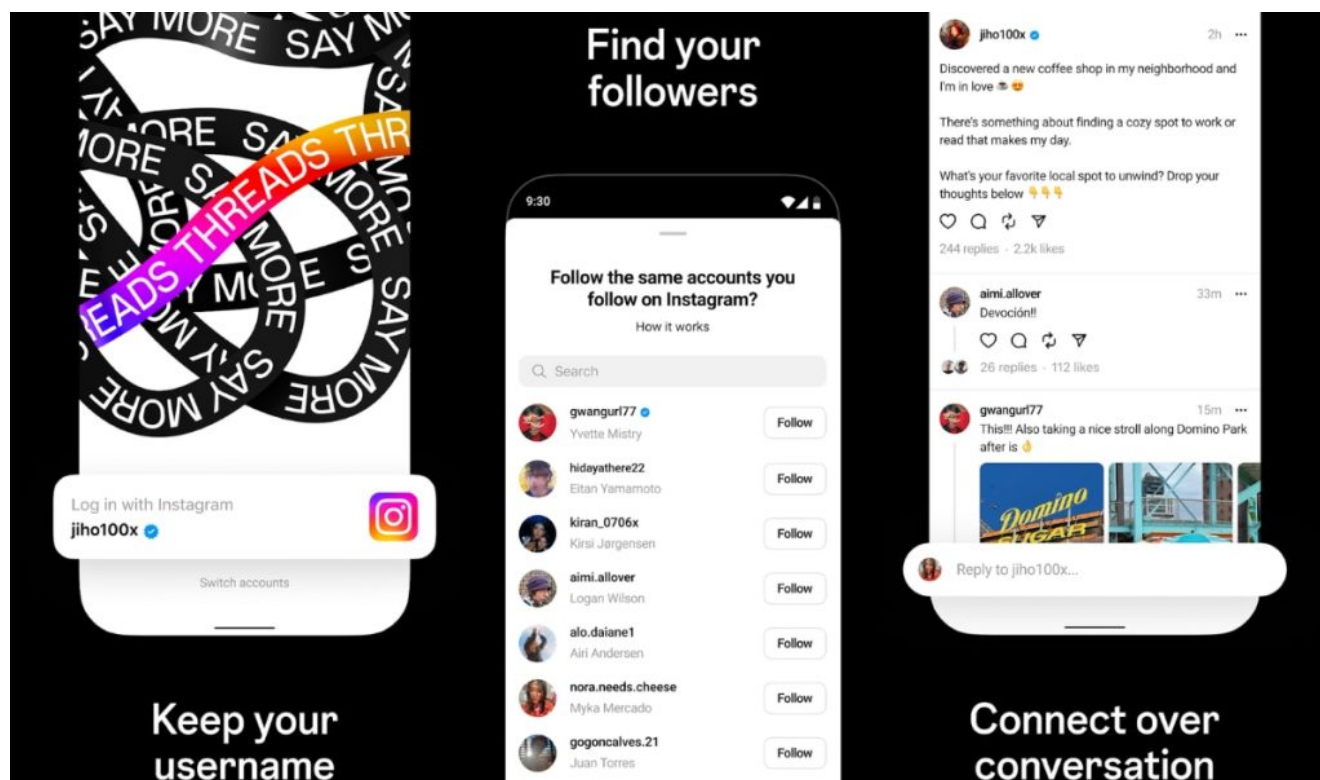 SAY MORE SAY MORE
SAY MORE SAY MORE
THREADS THREADS THR
SAY MORE SAY MORE
Log in with Instagram
jiho100x
Switch accounts
Keep your
username
Find your
followers
9:30
Follow the same accounts you
follow on Instagram?
How it works
Search
gwangurl77
Yvette Mistry
Follow
hidayathere22
Eitan Yamamoto
Follow
kiran_0706x
Kirsi Jørgensen
Follow
aimi.allover
Logan Wilson
Follow
alo.daiane1
Airi Andersen
Follow
nora.needs.cheese
Myka Mercado
Follow
gogoncalves.21
Juan Torres
Follow
jiho100x 2h
Discovered a new coffee shop in my neighborhood and
I'm in love ☕😍
There's something about finding a cozy spot to work or
read that makes my day.
What's your favorite local spot to unwind? Drop your
thoughts below 👇👇👇
244 replies · 2.2k likes
aimi.allover 33m
Devoción!!
26 replies · 112 likes
gwangurl77 15m
This!!! Also taking a nice stroll along Domino Park
after is 👌
Domino
SUGAR
Reply to jiho100x...
Connect over
conversation